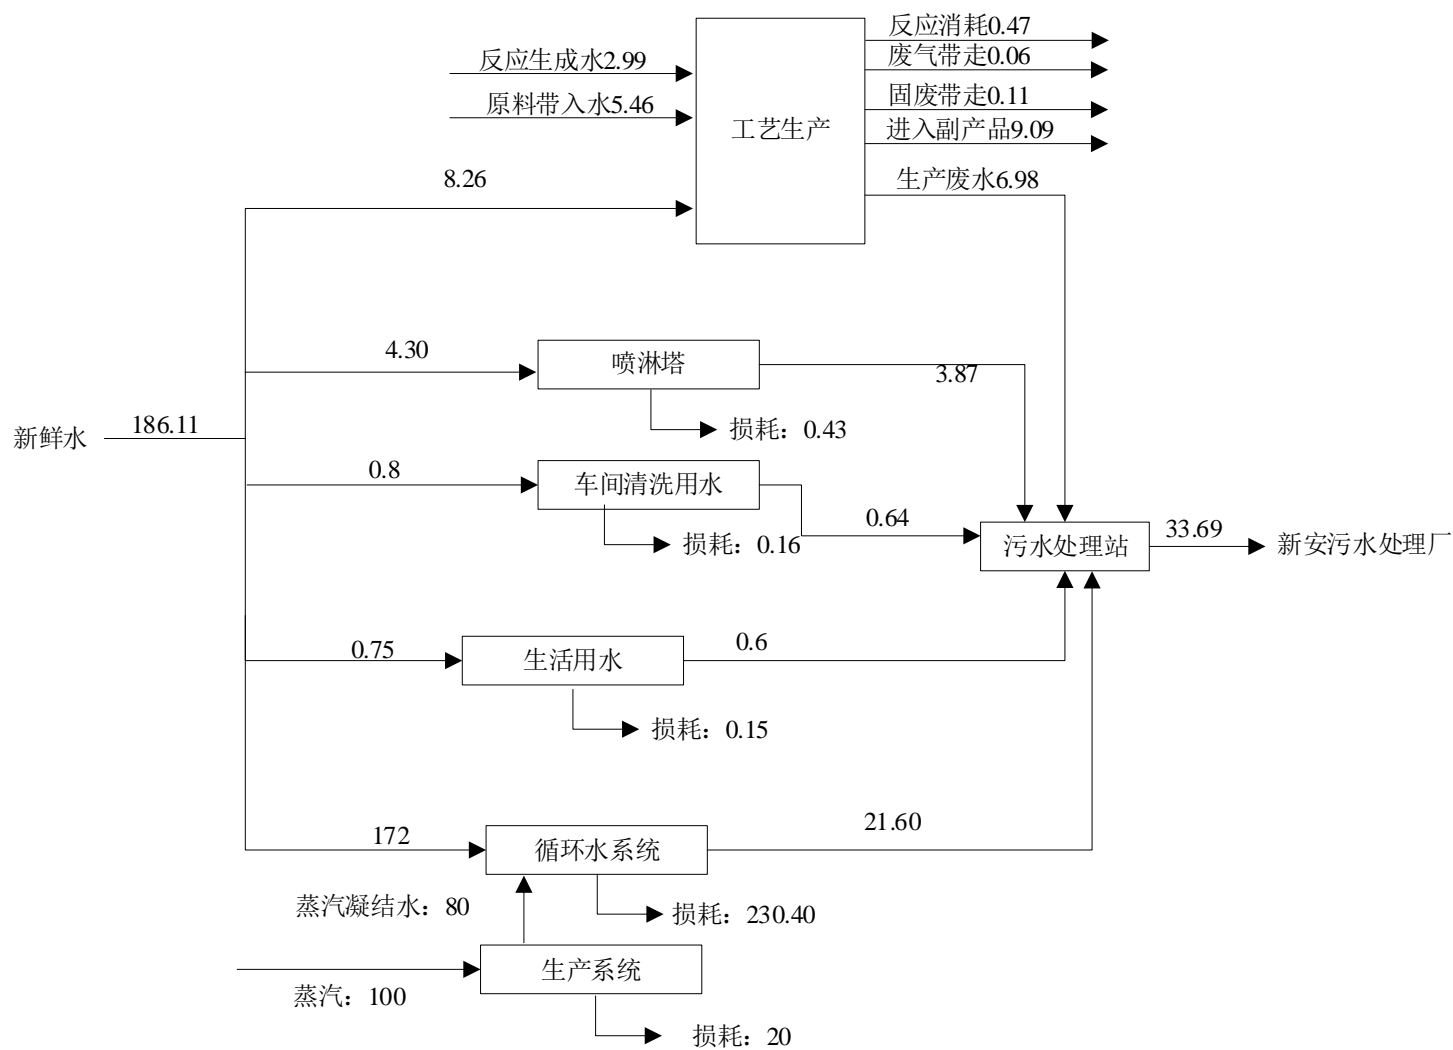 反应消耗0.47
反应生成水2.99
废气带走0.06
原料带入水5.46
固废带走0.11
工艺生产
进入副产品9.09
8.26
生产废水6.98
4.30
喷淋塔
3.87
新鲜水
186.11
损耗：0.43
0.8
车间清洗用水
0.64
损耗：0.16
污水处理站
33.69
新安污水处理厂
0.75
生活用水
0.6
损耗：0.15
172
循环水系统
21.60
蒸汽凝结水：80
损耗：230.40
生产系统
蒸汽：100
损耗：20